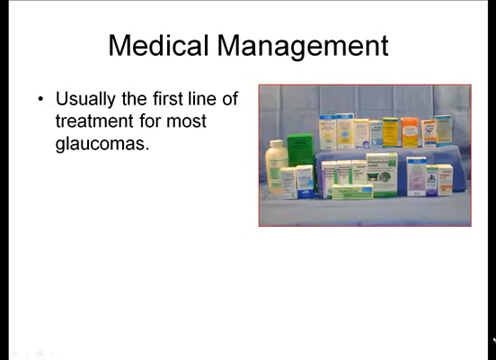 Medical Management
• Usually the first line of
treatment for most
glaucomas.